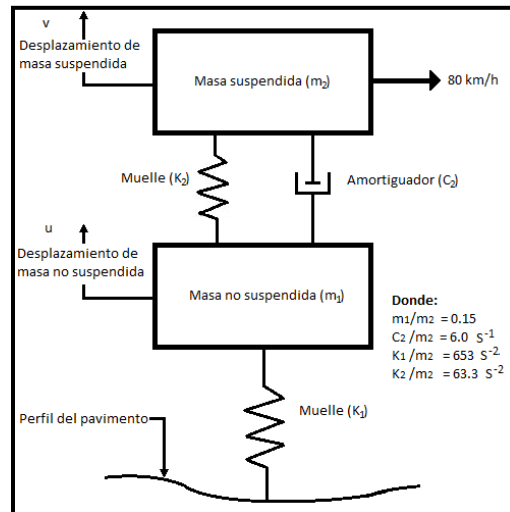 v
Desplazamiento de
masa suspendida
Masa suspendida (m₂)
80 km/h
Muelle (K₂)
Amortiguador (C₂)
u
Desplazamiento de
masa no suspendida
Masa no suspendida (m₁)
Donde:
m1/m2 = 0.15
C₂ /m2 = 6.0 S⁻¹
K₁ /m2 = 653 S⁻²
K₂ /m2 = 63.3 S⁻²
Muelle (K₁)
Perfil del pavimento